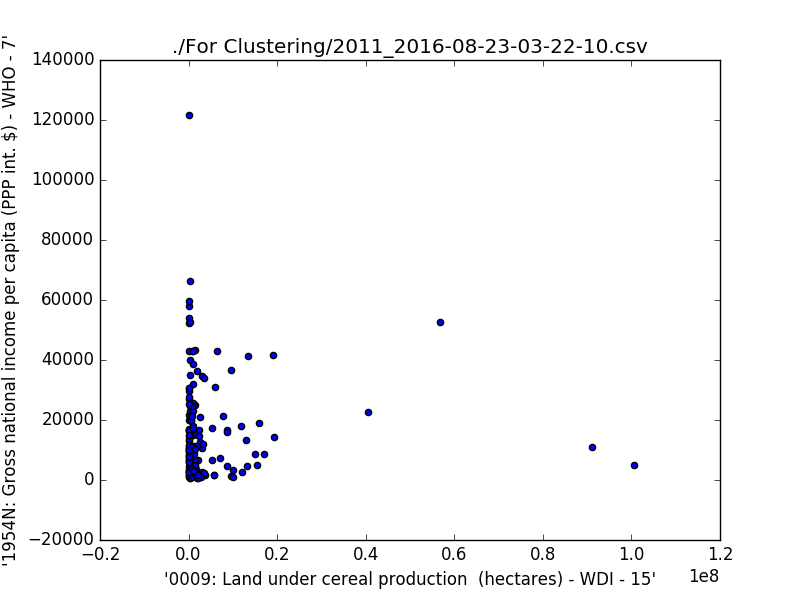 ./For Clustering/2011_2016-08-23-03-22-10.csv
'1954N: Gross national income per capita (PPP int. $) - WHO - 7'
140000
120000
100000
80000
60000
40000
20000
0
−20000
−0.2 0.0 0.2 0.4 0.6 0.8 1.0 1.2
1e8
'0009: Land under cereal production  (hectares) - WDI - 15'